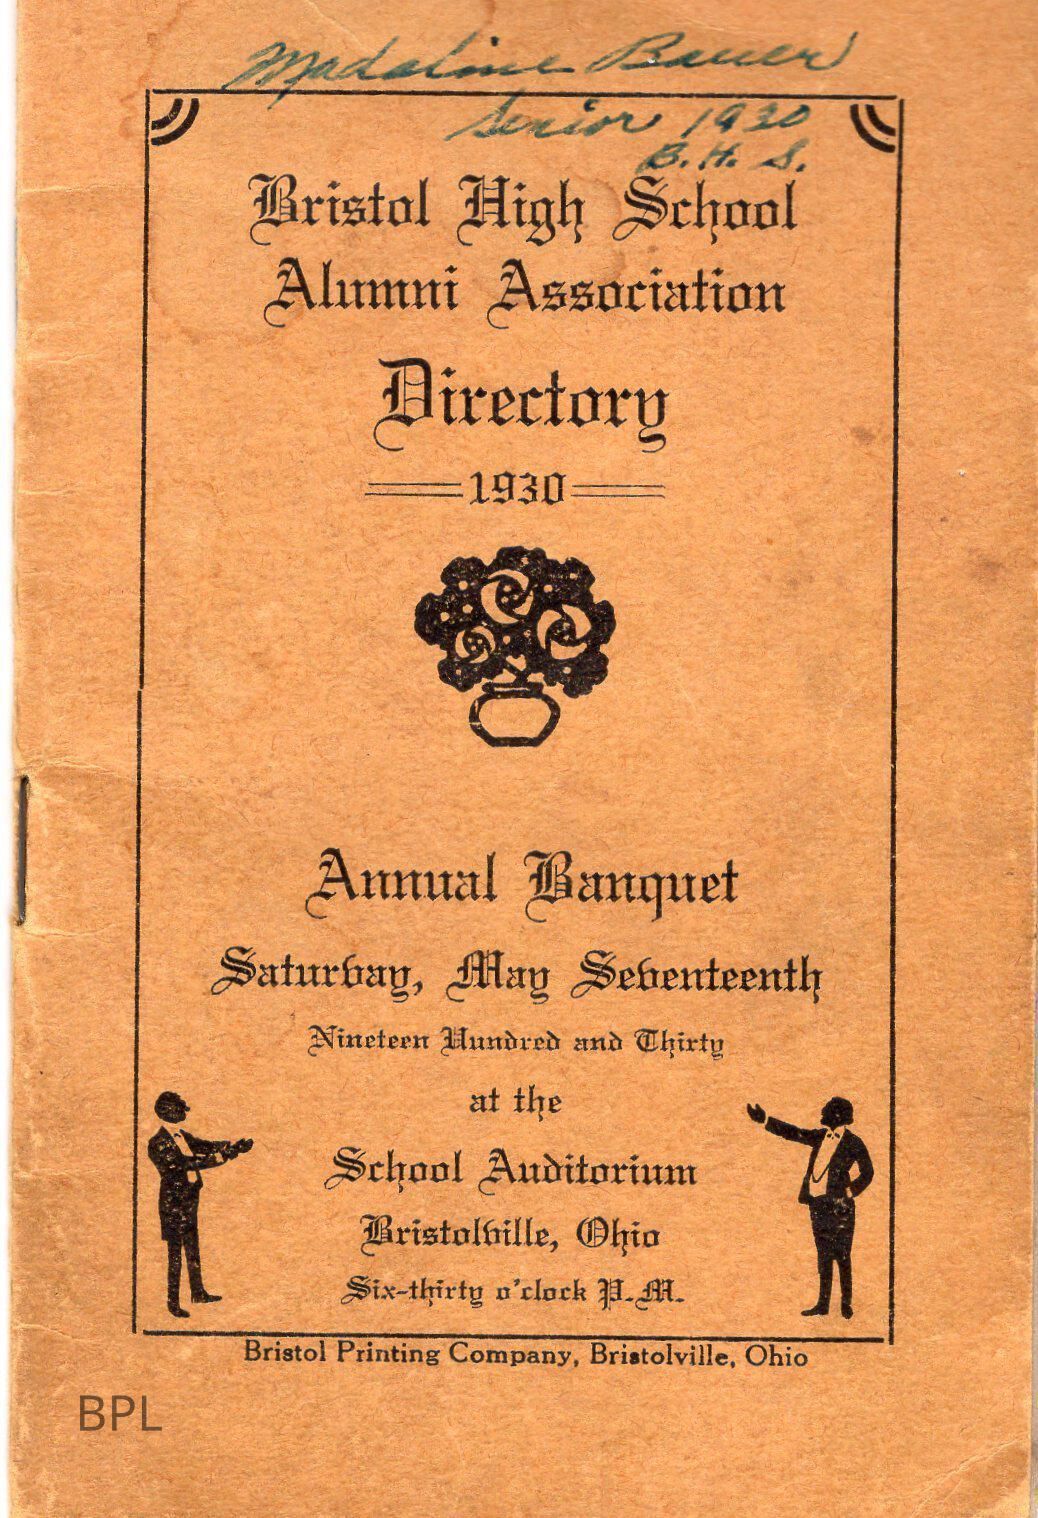 Madaline Bauer
Senior 1930
B. H. S.
Bristol High School
Alumni Association
Directory
1930
Annual Banquet
Saturday, May Seventeenth
Nineteen Hundred and Thirty
at the
School Auditorium
Bristolville, Ohio
Six-thirty o'clock P.M.
Bristol Printing Company, Bristolville, Ohio
BPL